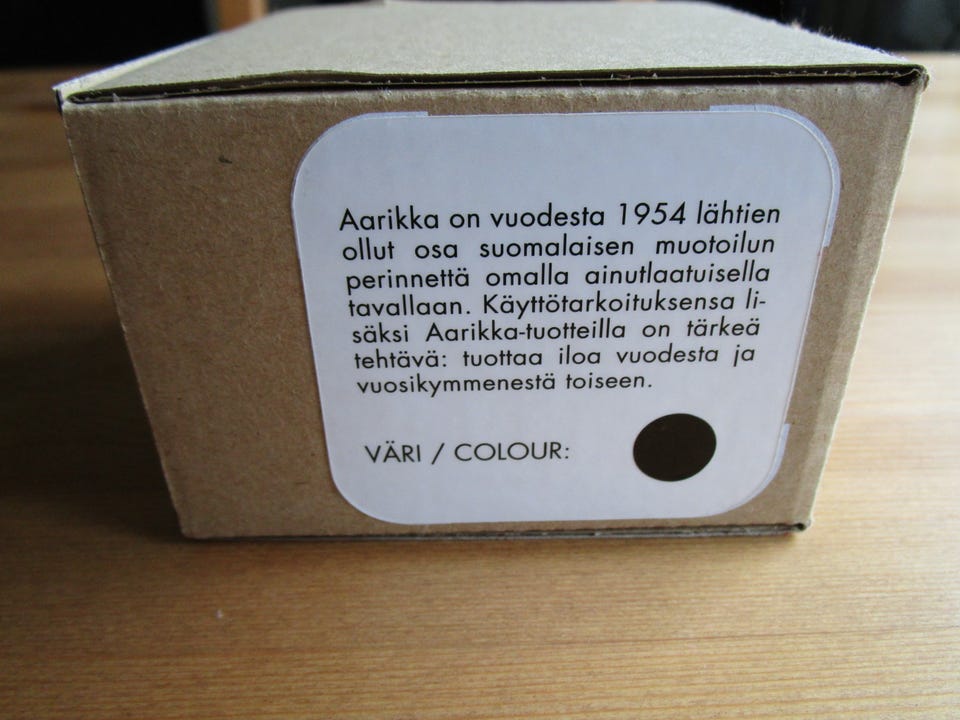 Aarikka on vuodesta 1954 lähtien
ollut osa suomalaisen muotoilun
perinnettä omalla ainutlaatuisella
tavallaan. Käyttötarkoituksensa li-
säksi Aarikka-tuotteilla on tärkeä
tehtävä: tuottaa iloa vuodesta ja
vuosikymmenestä toiseen.
VÄRI / COLOUR: